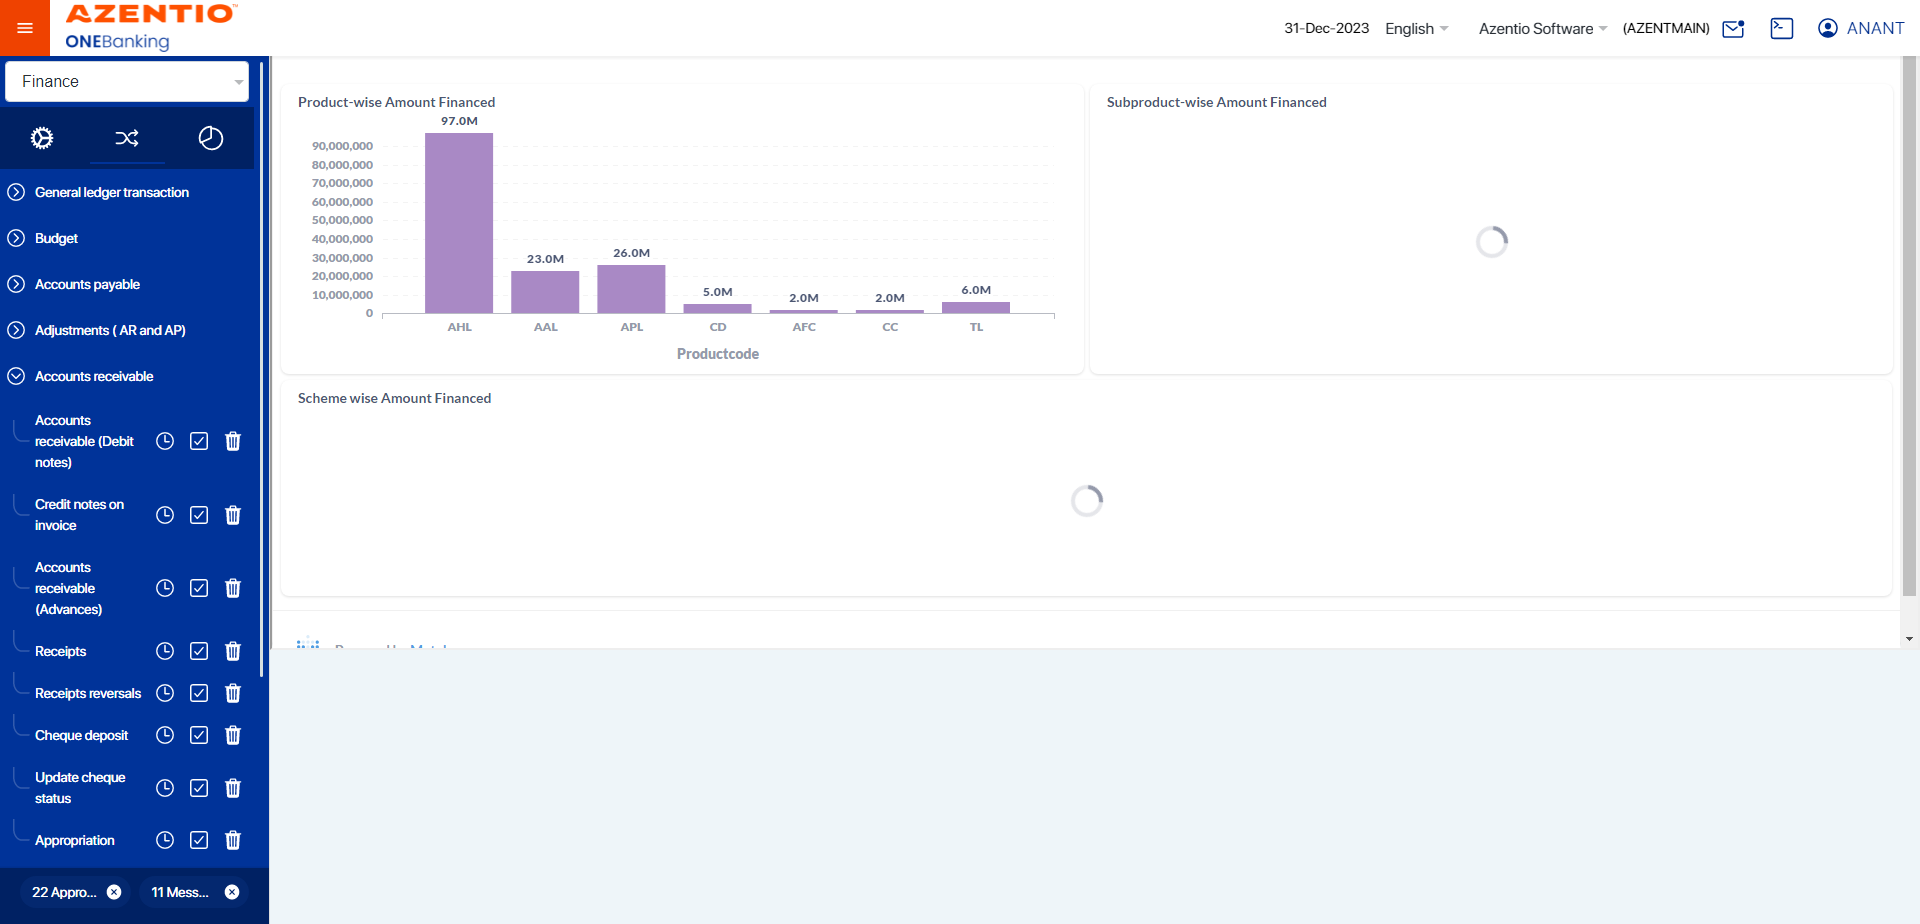 AZENTIO™
ONEBanking
31-Dec-2023 English Azentio Software (AZENTMAIN) ANANT
Finance
General ledger transaction
Budget
Accounts payable
Adjustments ( AR and AP)
Accounts receivable
Accounts
receivable (Debit
notes)
Credit notes on
invoice
Accounts
receivable
(Advances)
Receipts
Receipts reversals
Cheque deposit
Update cheque
status
Appropriation
22 Appro...
11 Mess...
Product-wise Amount Financed
97.0M
90,000,000
80,000,000
70,000,000
60,000,000
50,000,000
40,000,000
30,000,000
20,000,000
10,000,000
0
23.0M
26.0M
5.0M
2.0M
2.0M
6.0M
AHL AAL APL CD AFC CC TL
Productcode
Subproduct-wise Amount Financed
Scheme wise Amount Financed